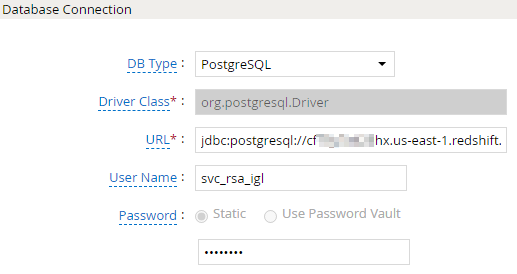 Database Connection
DB Type : PostgreSQL
Driver Class* : org.postgresql.Driver
URL* : jdbc:postgresql://cf hx.us-east-1.redshift.
User Name : svc_rsa_igl
Password : Static Use Password Vault
••••••••